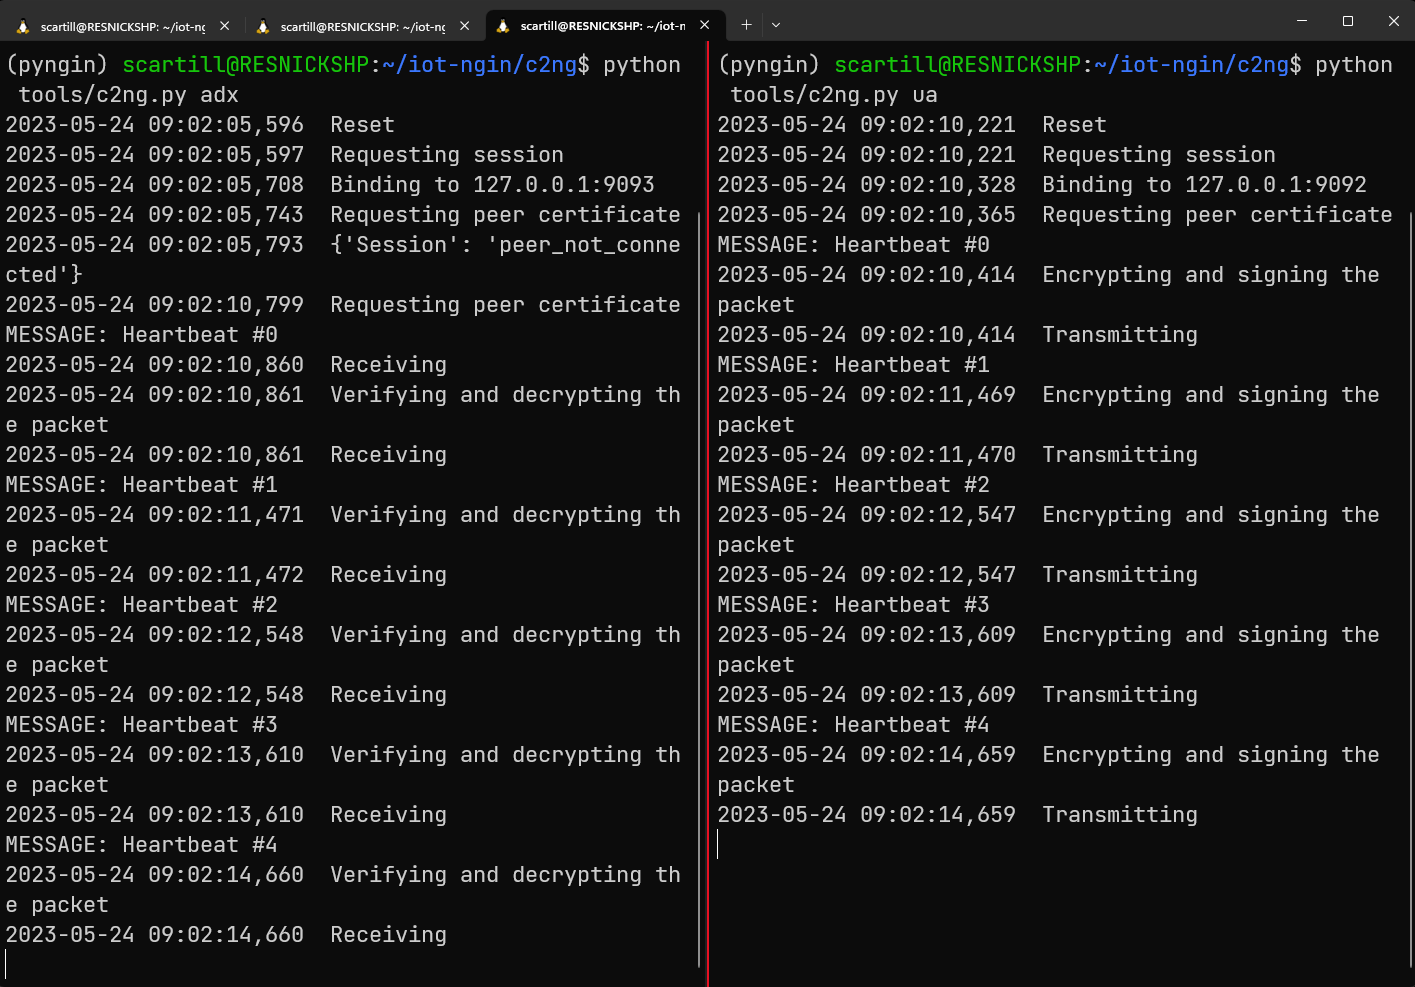 scartill@RESNICKSHP: ~/iot-ng
scartill@RESNICKSHP: ~/iot-ng
scartill@RESNICKSHP: ~/iot-n
(pyngin) scartill@RESNICKSHP:~/iot-ngin/c2ng$ python
 tools/c2ng.py adx
2023-05-24 09:02:05,596  Reset
2023-05-24 09:02:05,597  Requesting session
2023-05-24 09:02:05,708  Binding to 127.0.0.1:9093
2023-05-24 09:02:05,743  Requesting peer certificate
2023-05-24 09:02:05,793  {'Session': 'peer_not_conne
cted'}
2023-05-24 09:02:10,799  Requesting peer certificate
MESSAGE: Heartbeat #0
2023-05-24 09:02:10,860  Receiving
2023-05-24 09:02:10,861  Verifying and decrypting th
e packet
2023-05-24 09:02:10,861  Receiving
MESSAGE: Heartbeat #1
2023-05-24 09:02:11,471  Verifying and decrypting th
e packet
2023-05-24 09:02:11,472  Receiving
MESSAGE: Heartbeat #2
2023-05-24 09:02:12,548  Verifying and decrypting th
e packet
2023-05-24 09:02:12,548  Receiving
MESSAGE: Heartbeat #3
2023-05-24 09:02:13,610  Verifying and decrypting th
e packet
2023-05-24 09:02:13,610  Receiving
MESSAGE: Heartbeat #4
2023-05-24 09:02:14,660  Verifying and decrypting th
e packet
2023-05-24 09:02:14,660  Receiving
(pyngin) scartill@RESNICKSHP:~/iot-ngin/c2ng$ python
 tools/c2ng.py ua
2023-05-24 09:02:10,221  Reset
2023-05-24 09:02:10,221  Requesting session
2023-05-24 09:02:10,328  Binding to 127.0.0.1:9092
2023-05-24 09:02:10,365  Requesting peer certificate
MESSAGE: Heartbeat #0
2023-05-24 09:02:10,414  Encrypting and signing the
packet
2023-05-24 09:02:10,414  Transmitting
MESSAGE: Heartbeat #1
2023-05-24 09:02:11,469  Encrypting and signing the
packet
2023-05-24 09:02:11,470  Transmitting
MESSAGE: Heartbeat #2
2023-05-24 09:02:12,547  Encrypting and signing the
packet
2023-05-24 09:02:12,547  Transmitting
MESSAGE: Heartbeat #3
2023-05-24 09:02:13,609  Encrypting and signing the
packet
2023-05-24 09:02:13,609  Transmitting
MESSAGE: Heartbeat #4
2023-05-24 09:02:14,659  Encrypting and signing the
packet
2023-05-24 09:02:14,659  Transmitting